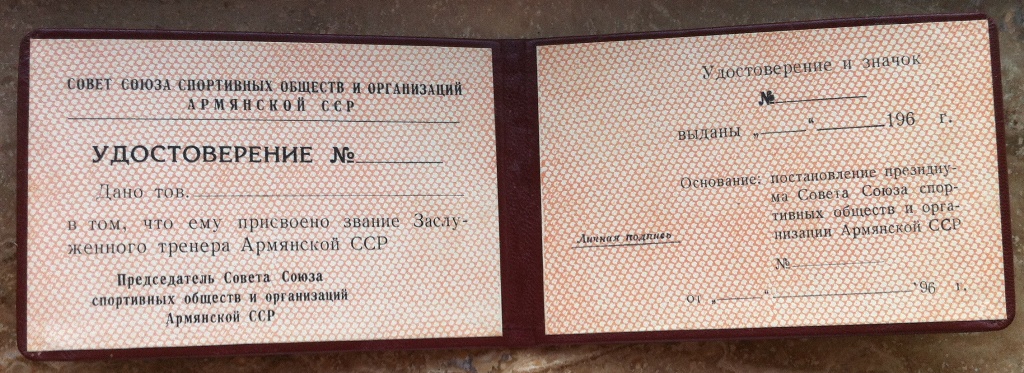 СОВЕТ СОЮЗА СПОРТИВНЫХ ОБЩЕСТВ И ОРГАНИЗАЦИЙ
АРМЯНСКОЙ ССР
УДОСТОВЕРЕНИЕ №
Дано тов.
в том, что ему присвоено звание Заслу-
женного тренера Армянской ССР
Председатель Совета Союза
спортивных обществ и организаций
Армянской ССР
Удостоверение и значок
№
выданы „ “ 196 г.
Основание: постановление президиу-
ма Совета Союза спор-
тивных обществ и орга-
низации Армянской ССР
Личная подпись
№
от „ “ 196 г.